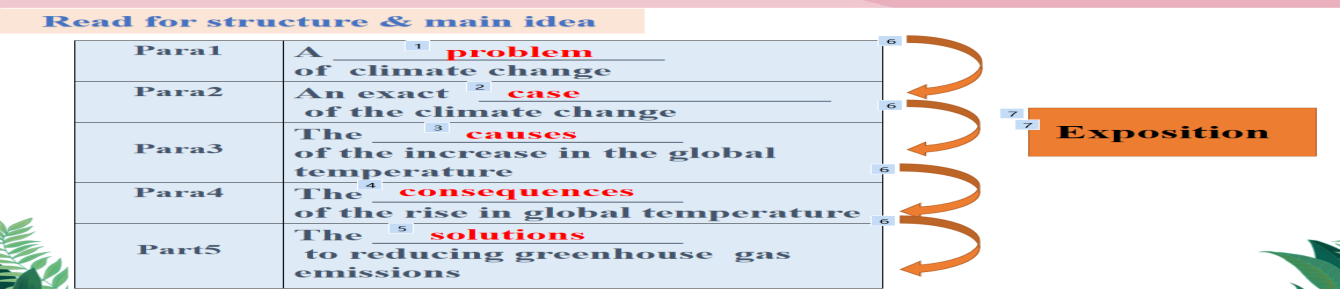 Read for structure & main idea
Para1
1
A problem
of climate change
Para2
2
An exact case
of the climate change
Para3
3
The causes
of the increase in the global
temperature
Para4
4
The consequences
of the rise in global temperature
Part5
5
The solutions
to reducing greenhouse gas
emissions
6
6
6
6
7
7
Exposition